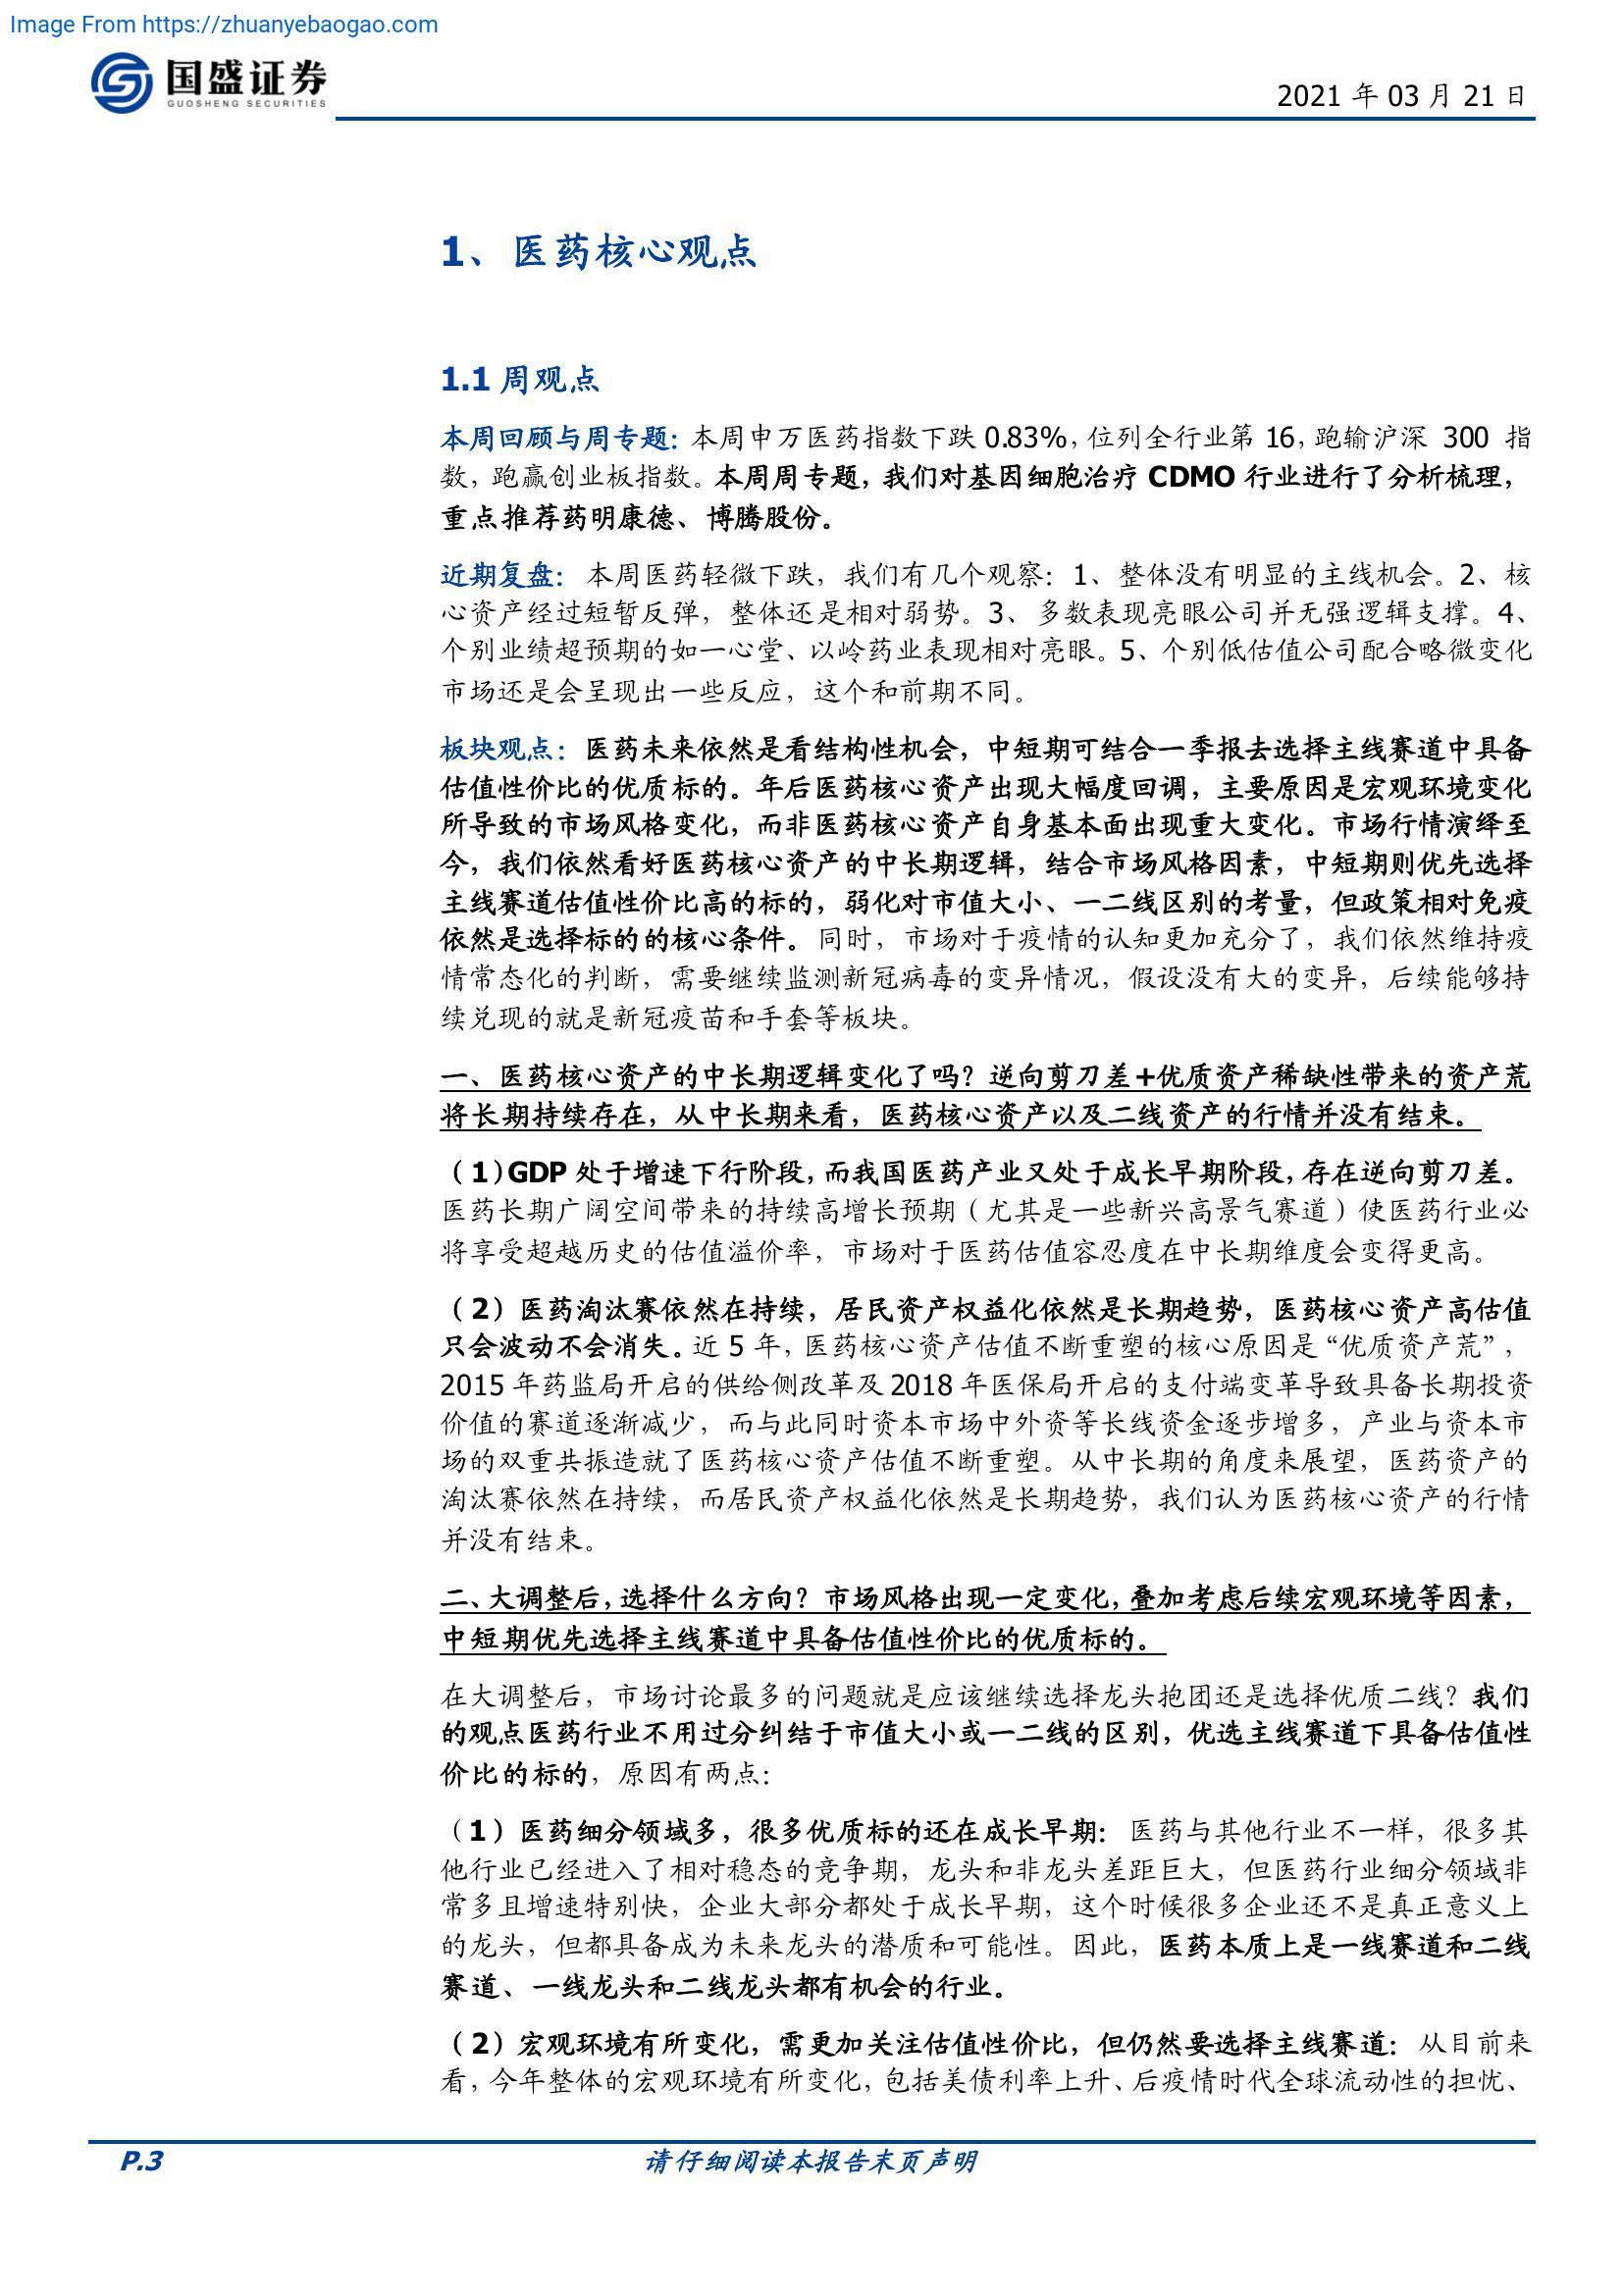 Image From https://zhuanyebaogao.com
国盛证券
GUOSHENG SECURITIES
2021 年 03 月 21 日
1、医药核心观点
1.1 周观点
本周回顾与周专题：本周申万医药指数下跌 0.83%，位列全行业第 16，跑输沪深 300 指
数，跑赢创业板指数。本周周专题，我们对基因细胞治疗 CDMO 行业进行了分析梳理，
重点推荐药明康德、博腾股份。
近期复盘：本周医药轻微下跌，我们有几个观察：1、整体没有明显的主线机会。2、核
心资产经过短暂反弹，整体还是相对弱势。3、多数表现亮眼公司并无强逻辑支撑。4、
个别业绩超预期的如一心堂、以岭药业表现相对亮眼。5、个别低估值公司配合略微变化
市场还是会呈现出一些反应，这个和前期不同。
板块观点：医药未来依然是看结构性机会，中短期可结合一季报去选择主线赛道中具备
估值性价比的优质标的。年后医药核心资产出现大幅度回调，主要原因是宏观环境变化
所导致的市场风格变化，而非医药核心资产自身基本面出现重大变化。市场行情演绎至
今，我们依然看好医药核心资产的中长期逻辑，结合市场风格因素，中短期则优先选择
主线赛道估值性价比高的标的，弱化对市值大小、一二线区别的考量，但政策相对免疫
依然是选择标的的核心条件。同时，市场对于疫情的认知更加充分了，我们依然维持疫
情常态化的判断，需要继续监测新冠病毒的变异情况，假设没有大的变异，后续能够持
续兑现的就是新冠疫苗和手套等板块。
一、医药核心资产的中长期逻辑变化了吗？逆向剪刀差+优质资产稀缺性带来的资产荒
将长期持续存在，从中长期来看，医药核心资产以及二线资产的行情并没有结束。
（1）GDP 处于增速下行阶段，而我国医药产业又处于成长早期阶段，存在逆向剪刀差。
医药长期广阔空间带来的持续高增长预期（尤其是一些新兴高景气赛道）使医药行业必
将享受超越历史的估值溢价率，市场对于医药估值容忍度在中长期维度会变得更高。
（2）医药淘汰赛依然在持续，居民资产权益化依然是长期趋势，医药核心资产高估值
只会波动不会消失。近 5 年，医药核心资产估值不断重塑的核心原因是“优质资产荒”，
2015 年药监局开启的供给侧改革及 2018 年医保局开启的支付端变革导致具备长期投资
价值的赛道逐渐减少，而与此同时资本市场中外资等长线资金逐步增多，产业与资本市
场的双重共振造就了医药核心资产估值不断重塑。从中长期的角度来展望，医药资产的
淘汰赛依然在持续，而居民资产权益化依然是长期趋势，我们认为医药核心资产的行情
并没有结束。
二、大调整后，选择什么方向？市场风格出现一定变化，叠加考虑后续宏观环境等因素，
中短期优先选择主线赛道中具备估值性价比的优质标的。
在大调整后，市场讨论最多的问题就是应该继续选择龙头抱团还是选择优质二线？我们
的观点医药行业不用过分纠结于市值大小或一二线的区别，优选主线赛道下具备估值性
价比的标的，原因有两点：
（1）医药细分领域多，很多优质标的还在成长早期：医药与其他行业不一样，很多其
他行业已经进入了相对稳态的竞争期，龙头和非龙头差距巨大，但医药行业细分领域非
常多且增速特别快，企业大部分都处于成长早期，这个时候很多企业还不是真正意义上
的龙头，但都具备成为未来龙头的潜质和可能性。因此，医药本质上是一线赛道和二线
赛道、一线龙头和二线龙头都有机会的行业。
（2）宏观环境有所变化，需更加关注估值性价比，但仍然要选择主线赛道：从目前来
看，今年整体的宏观环境有所变化，包括美债利率上升、后疫情时代全球流动性的担忧、
P.3
请仔细阅读本报告末页声明